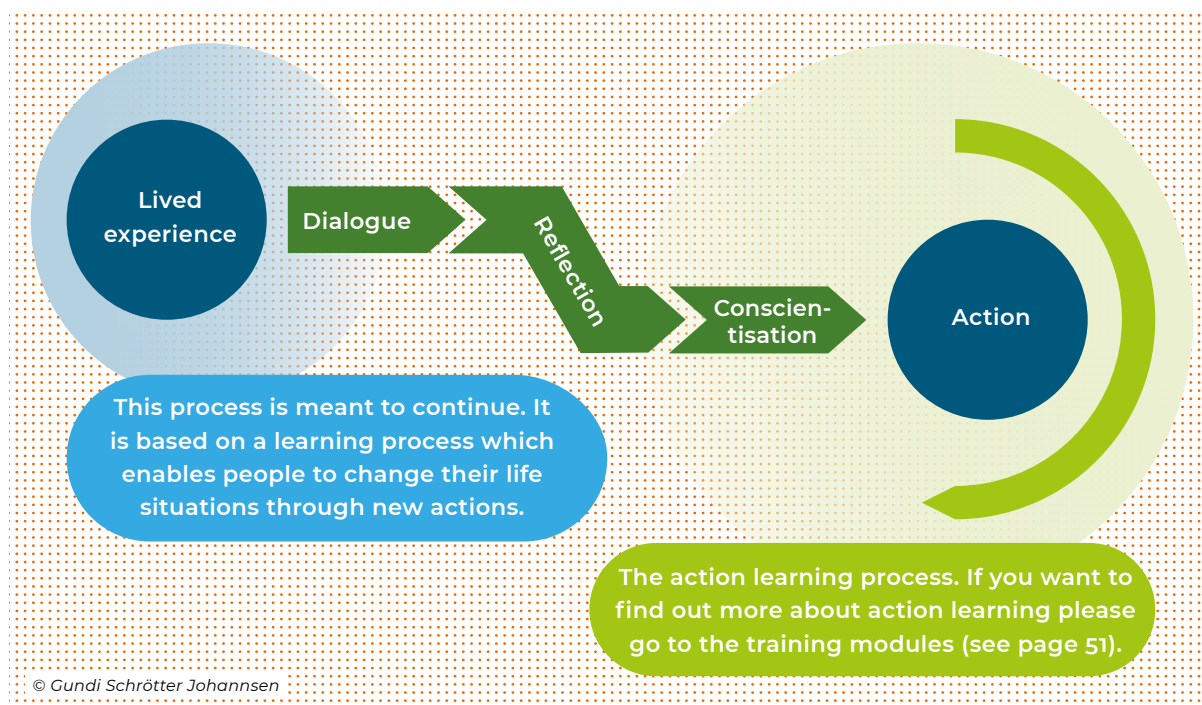 Lived
experience
Dialogue
Reflection
Conscien-
tisation
Action
This process is meant to continue. It
is based on a learning process which
enables people to change their life
situations through new actions.
The action learning process. If you want to
find out more about action learning please
go to the training modules (see page 51).
© Gundi Schrötter Johannsen